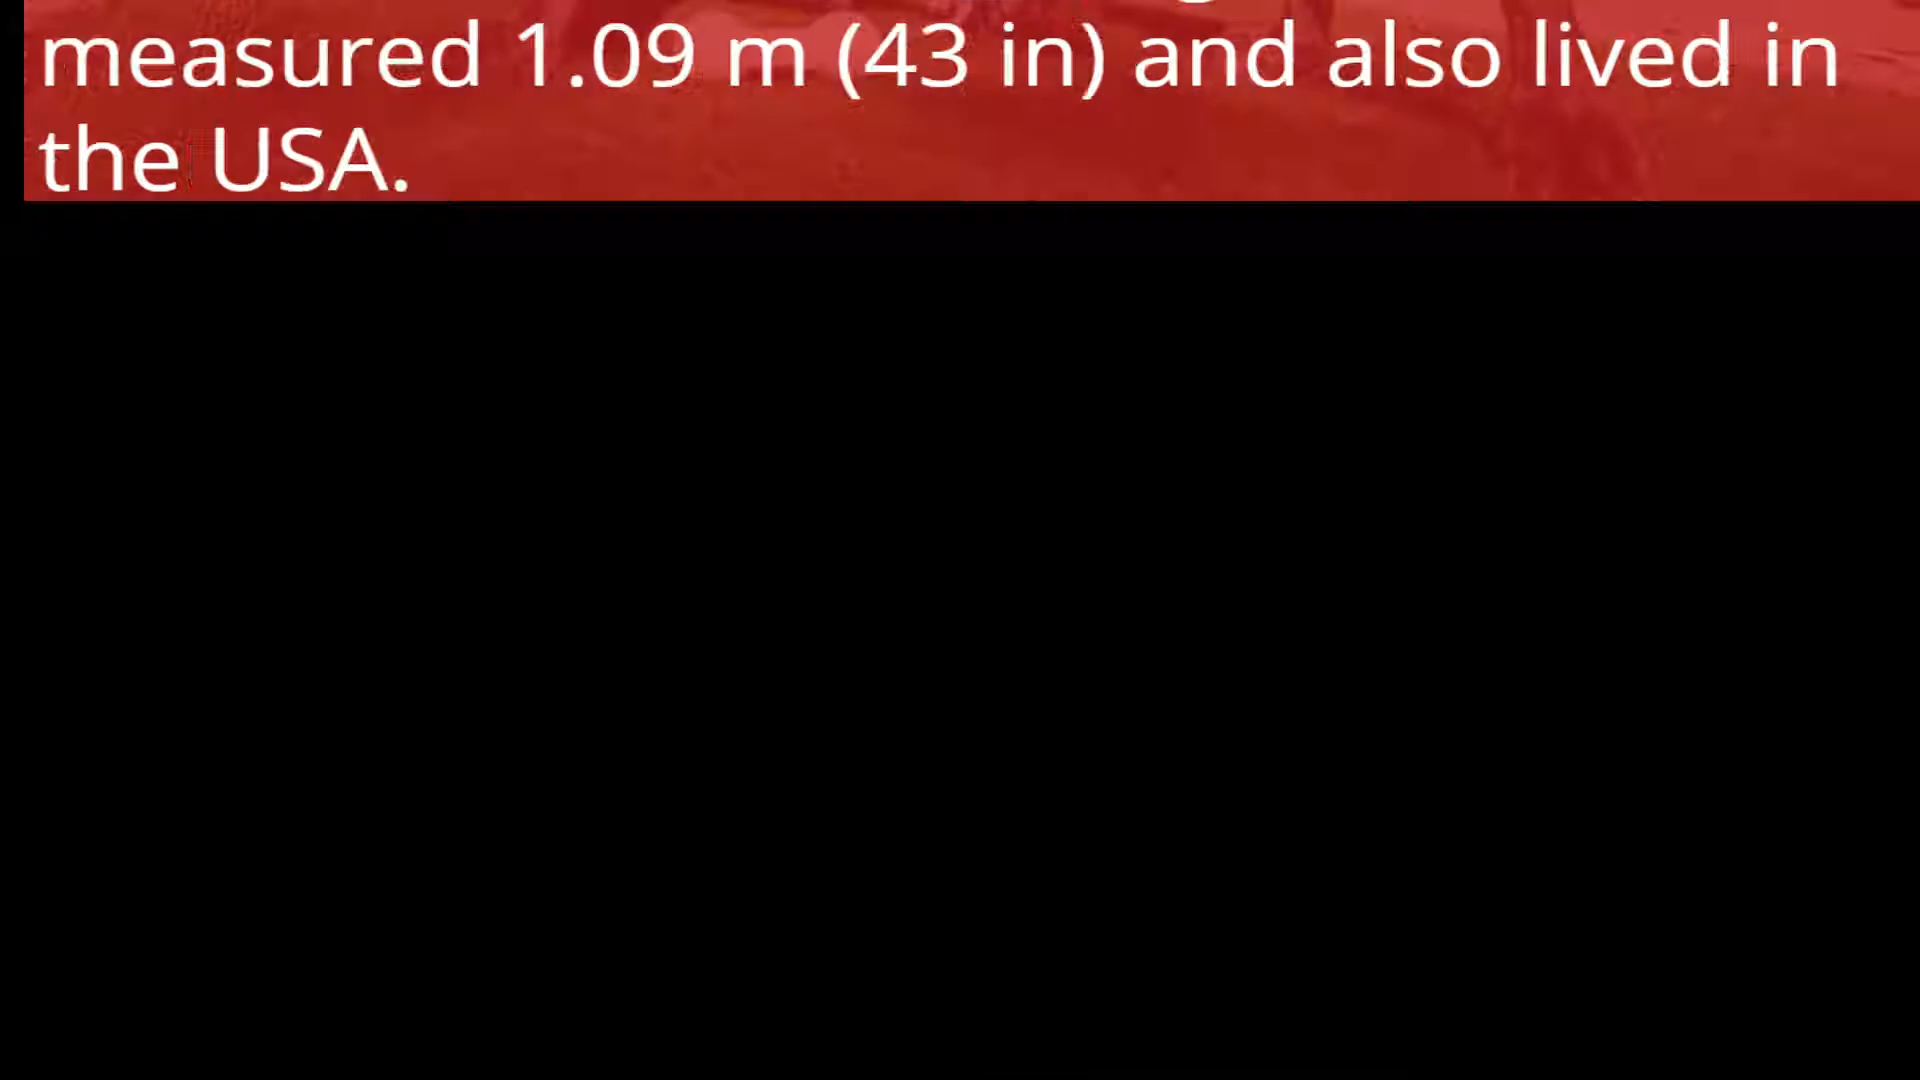 measured 1.09 m (43 in) and also lived in
the USA.